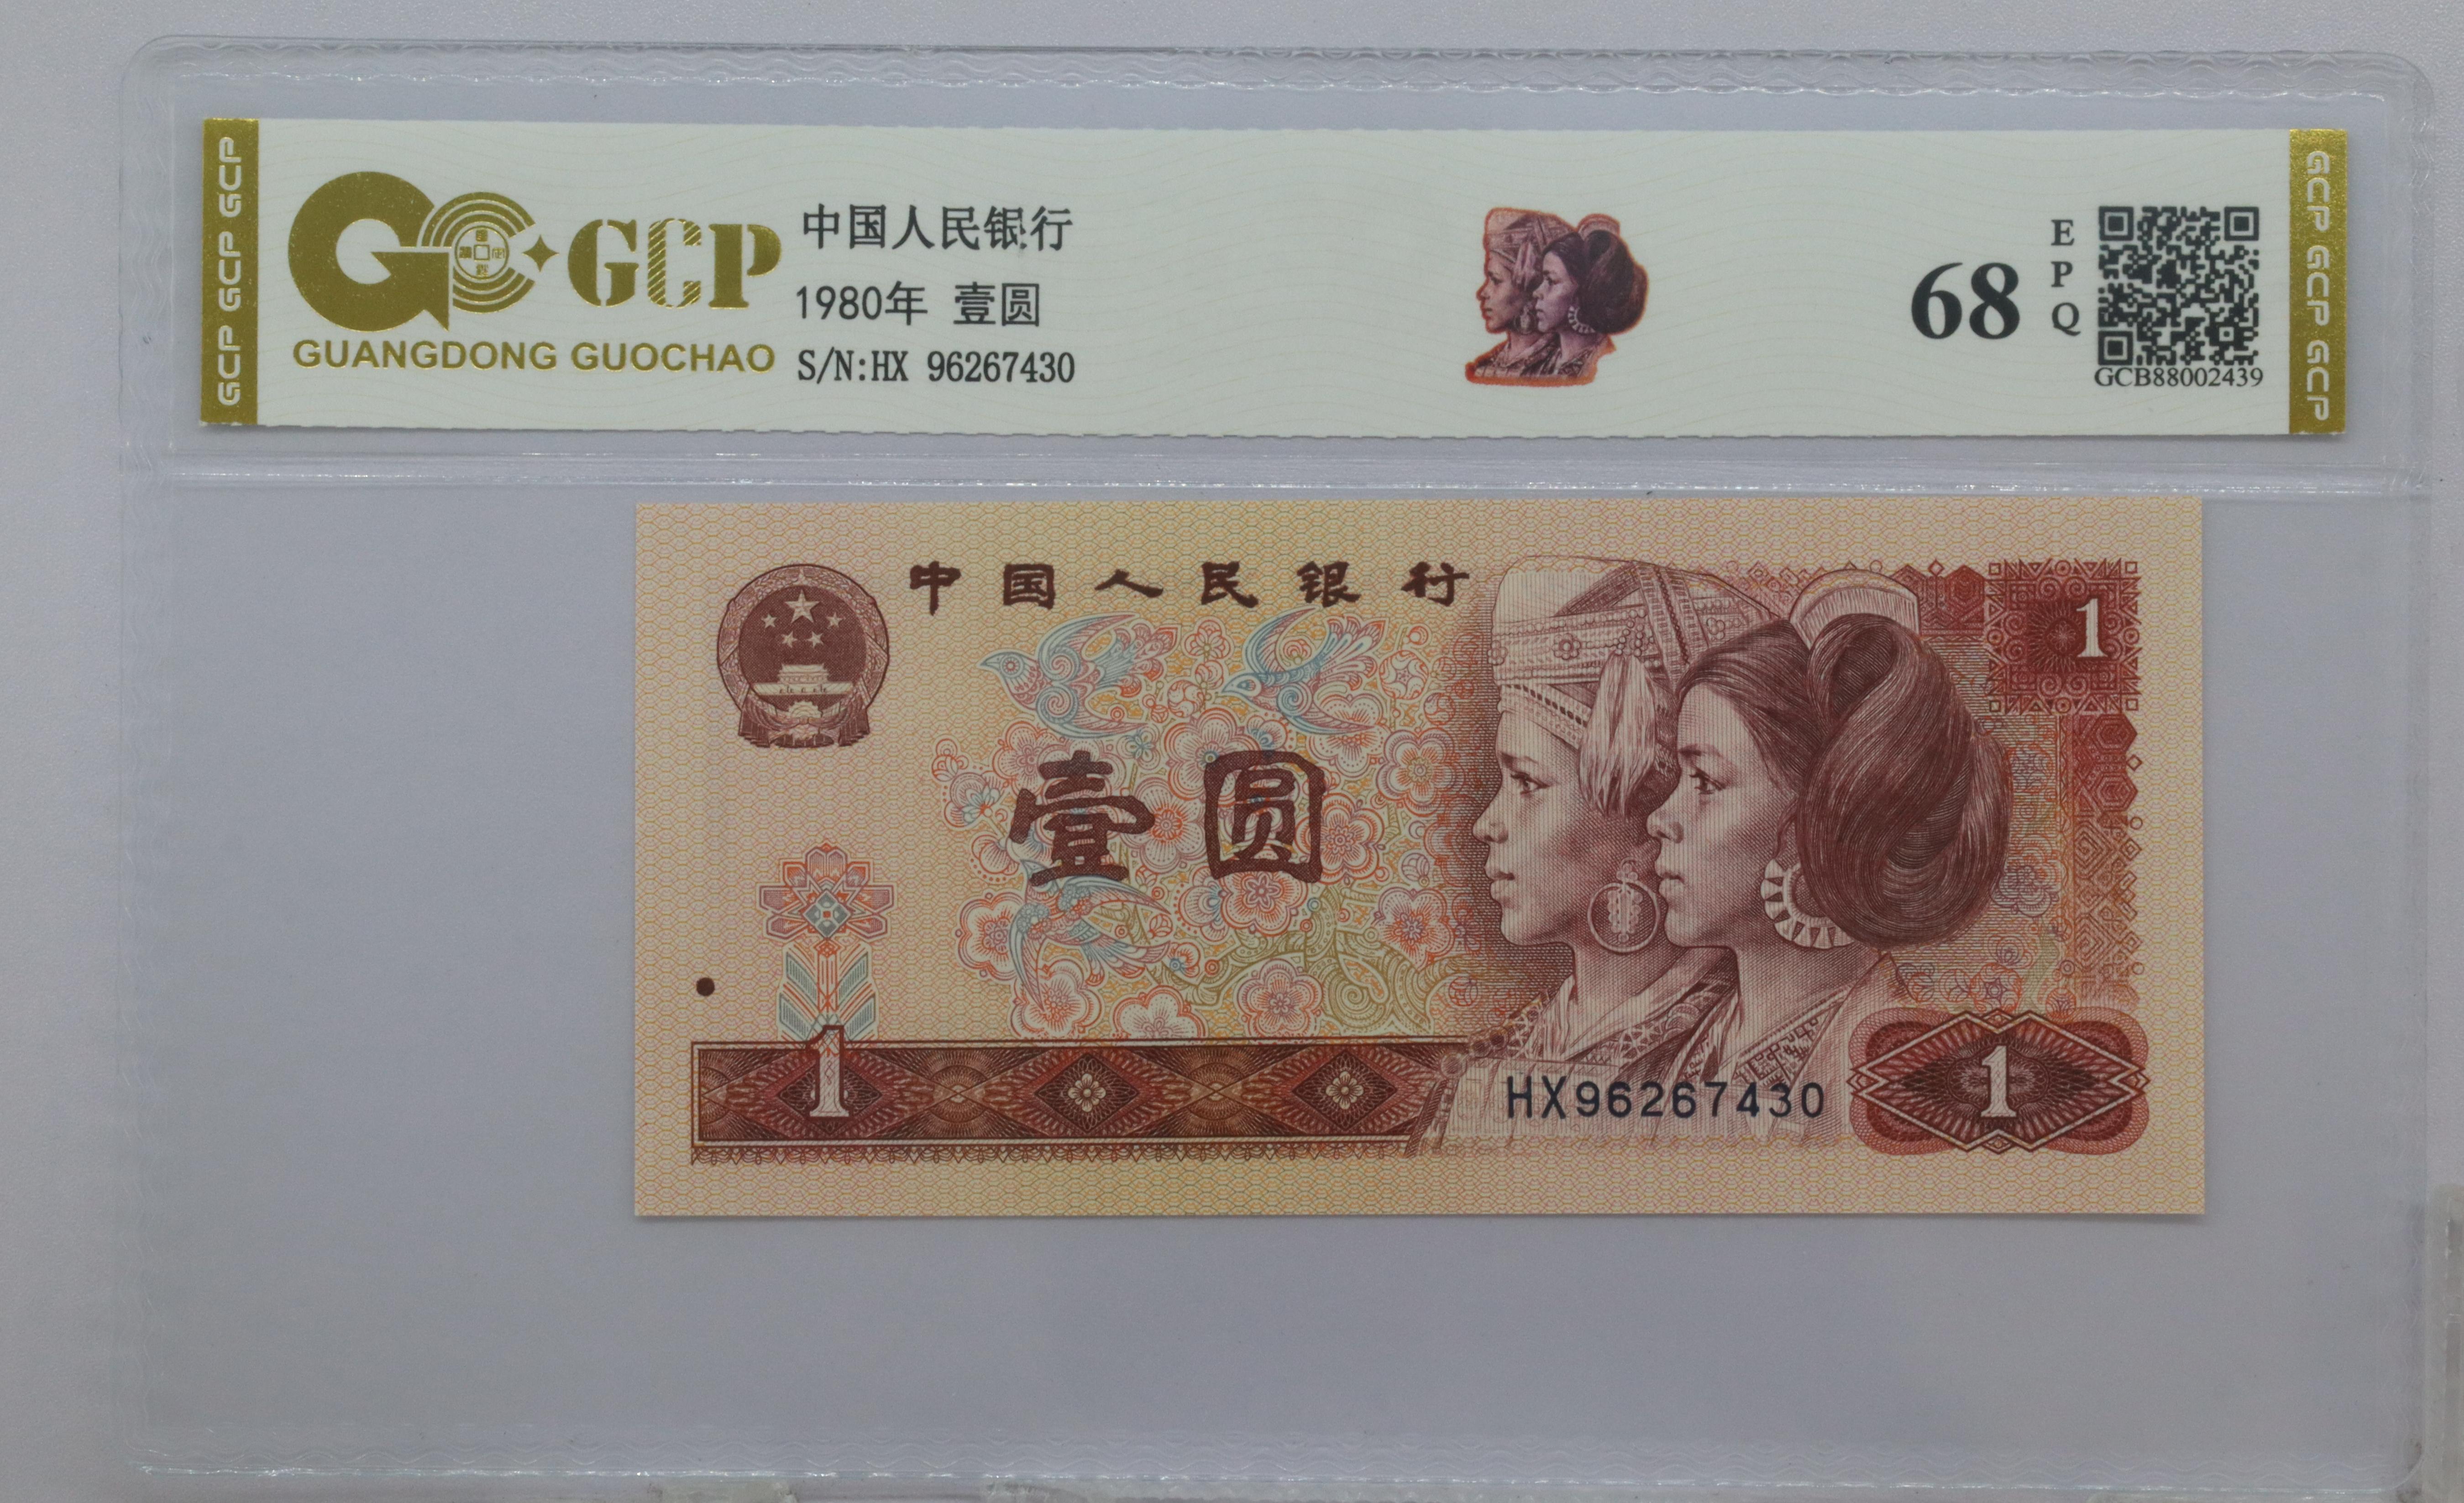 GCP GCP GCP
GCP
GUANGDONG GUOCHAO
中国人民银行
1980年 壹圆
S/N:HX 96267430
68
EPQ
GCB88002439
GCP GCP GCP
中国人民银行
1
壹圆
1
HX96267430
1